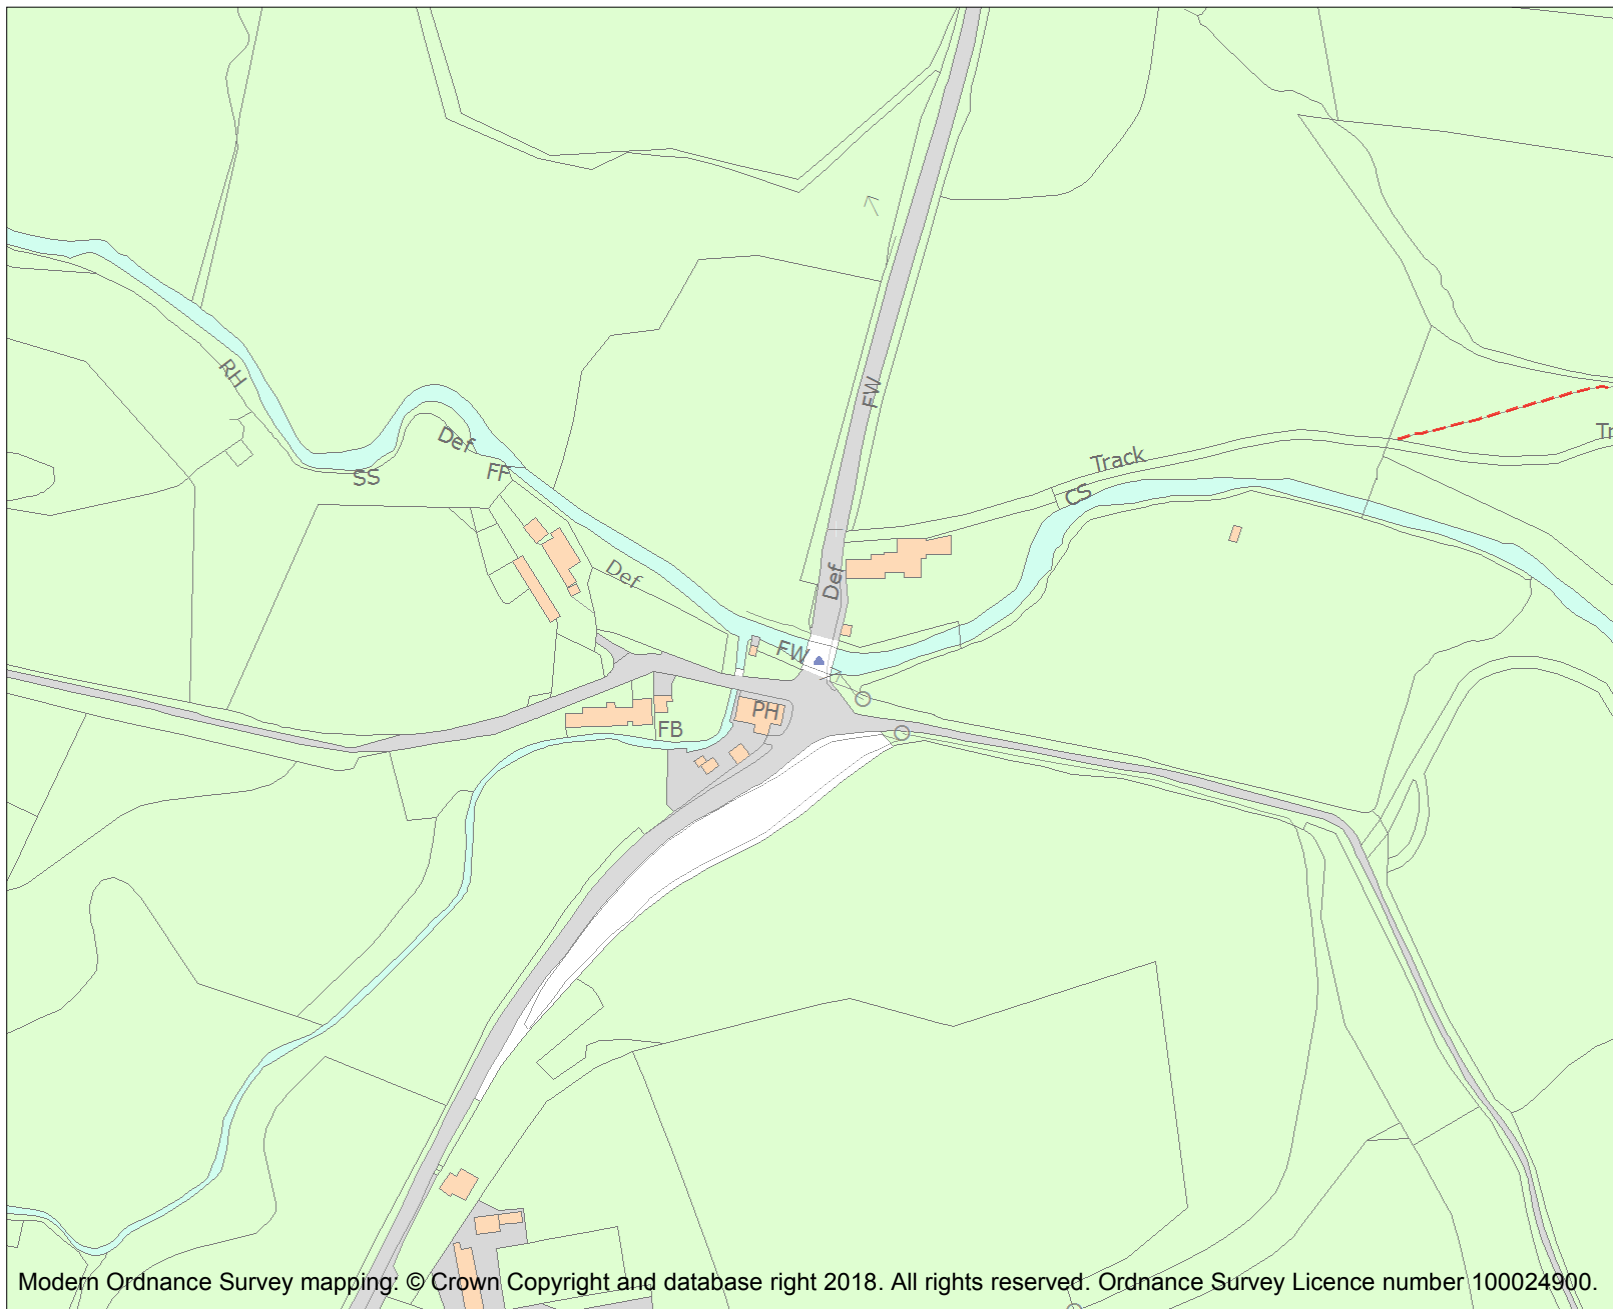 FW
RH
Def
SS
FF
Track
CS
Tr
Def
Def
FW
PH
FB
Modern Ordnance Survey mapping: © Crown Copyright and database right 2018. All rights reserved. Ordnance Survey Licence number 100024900.